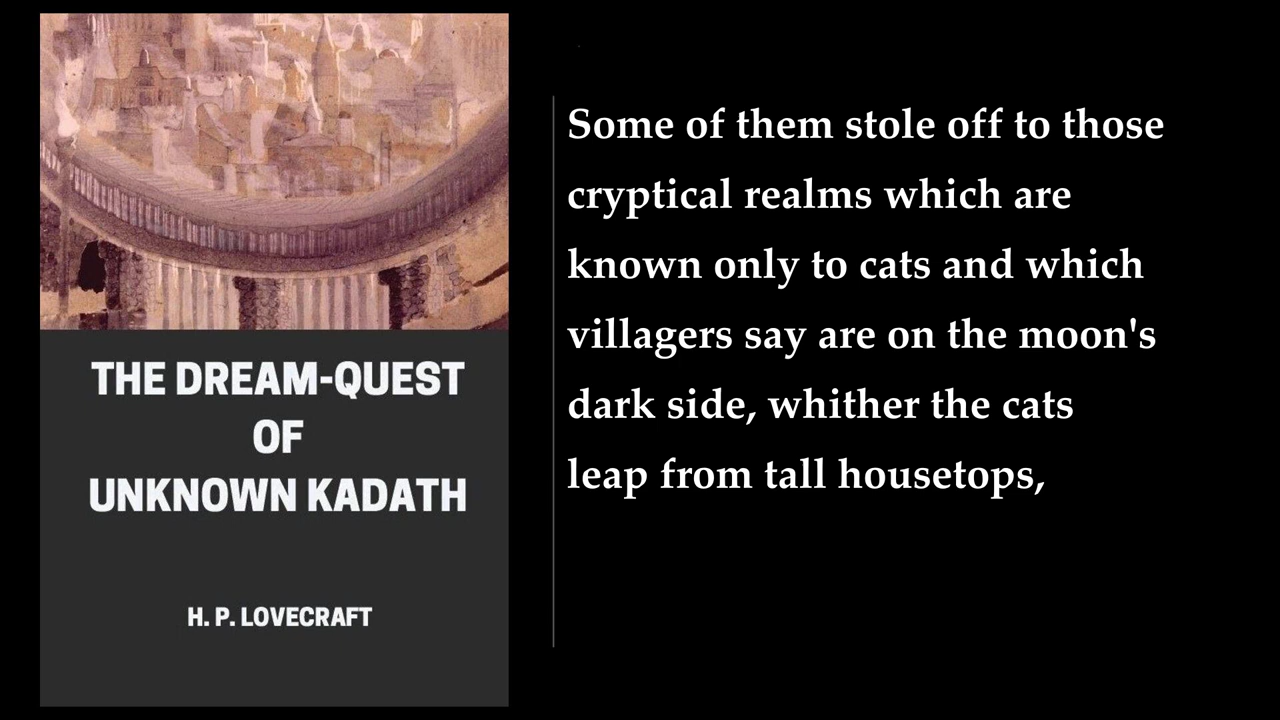 THE DREAM-QUEST
OF
UNKNOWN KADATH
H. P. LOVECRAFT
Some of them stole off to those
cryptical realms which are
known only to cats and which
villagers say are on the moon's
dark side, whither the cats
leap from tall housetops,